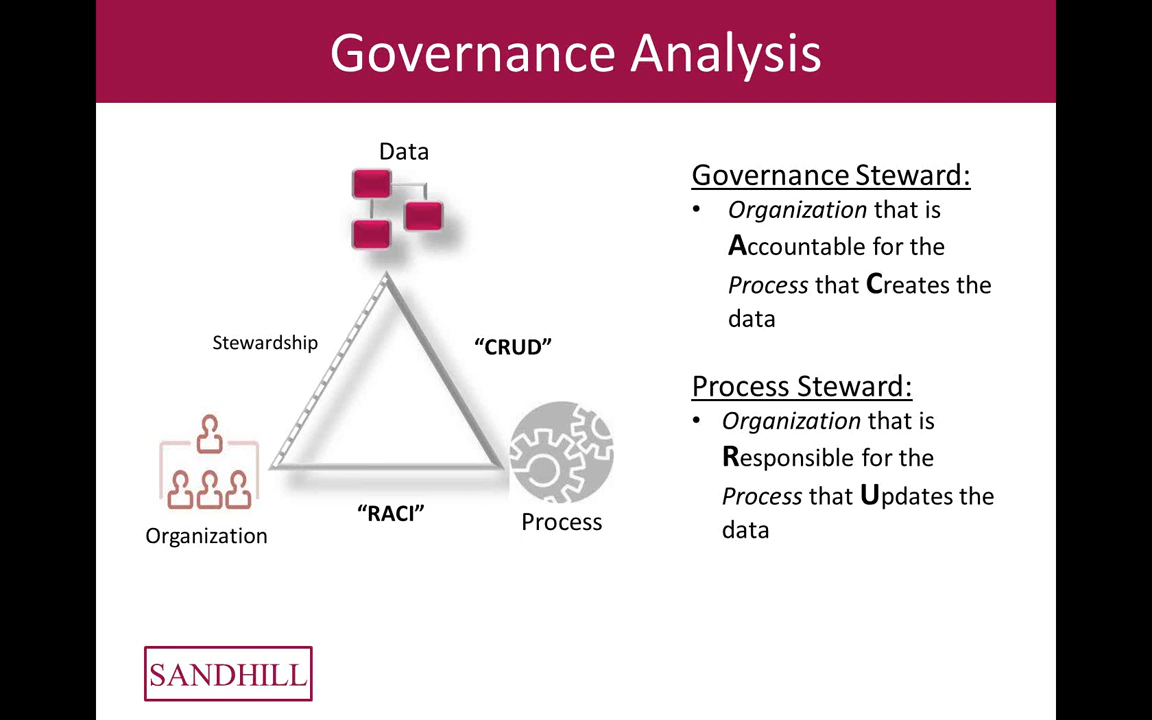 Governance Analysis
Data
Stewardship
“CRUD”
Organization
“RACI”
Process
Governance Steward:
• Organization that is
Accountable for the
Process that Creates the
data
Process Steward:
• Organization that is
Responsible for the
Process that Updates the
data
SANDHILL